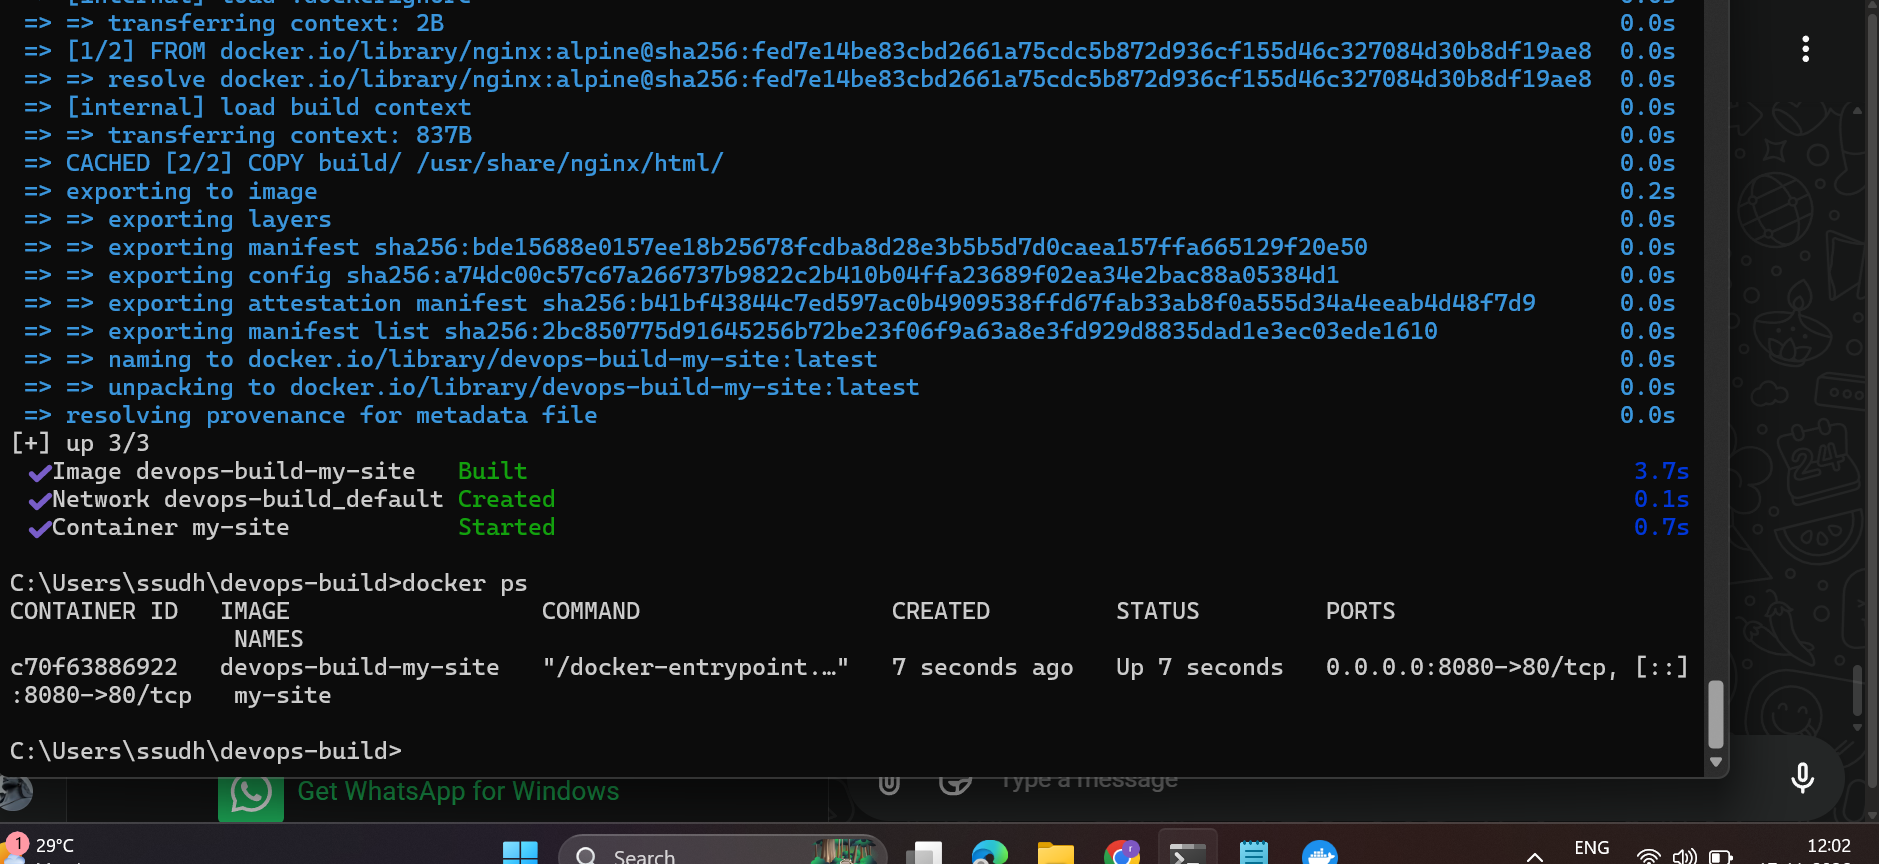 => => transferring context: 2B 0.0s
=> [1/2] FROM docker.io/library/nginx:alpine@sha256:fed7e14be83cbd2661a75cdc5b872d936cf155d46c327084d30b8df19ae8 0.0s
=> => resolve docker.io/library/nginx:alpine@sha256:fed7e14be83cbd2661a75cdc5b872d936cf155d46c327084d30b8df19ae8 0.0s
=> [internal] load build context 0.0s
=> => transferring context: 837B 0.0s
=> CACHED [2/2] COPY build/ /usr/share/nginx/html/ 0.0s
=> exporting to image 0.2s
=> => exporting layers 0.0s
=> => exporting manifest sha256:bde15688e0157ee18b25678fcdba8d28e3b5b5d7d0caea157ffa665129f20e50 0.0s
=> => exporting config sha256:a74dc00c57c67a266737b9822c2b410b04ffa23689f02ea34e2bac88a05384d1 0.0s
=> => exporting attestation manifest sha256:b41bf43844c7ed597ac0b4909538ffd67fab33ab8f0a555d34a4eeab4d48f7d9 0.0s
=> => exporting manifest list sha256:2bc850775d91645256b72be23f06f9a63a8e3fd929d8835dad1e3ec03ede1610 0.0s
=> => naming to docker.io/library/devops-build-my-site:latest 0.0s
=> => unpacking to docker.io/library/devops-build-my-site:latest 0.0s
=> resolving provenance for metadata file 0.0s
[+] up 3/3
✔Image devops-build-my-site Built 3.7s
✔Network devops-build_default Created 0.1s
✔Container my-site Started 0.7s
C:\Users\ssudh\devops-build>docker ps
CONTAINER ID IMAGE COMMAND CREATED STATUS PORTS
NAMES
c70f63886922 devops-build-my-site "/docker-entrypoint.…" 7 seconds ago Up 7 seconds 0.0.0.0:8080->80/tcp, [::]
:8080->80/tcp my-site
C:\Users\ssudh\devops-build>
Get WhatsApp for Windows
Type a message
1 29°C
Search
ENG
12:02
24